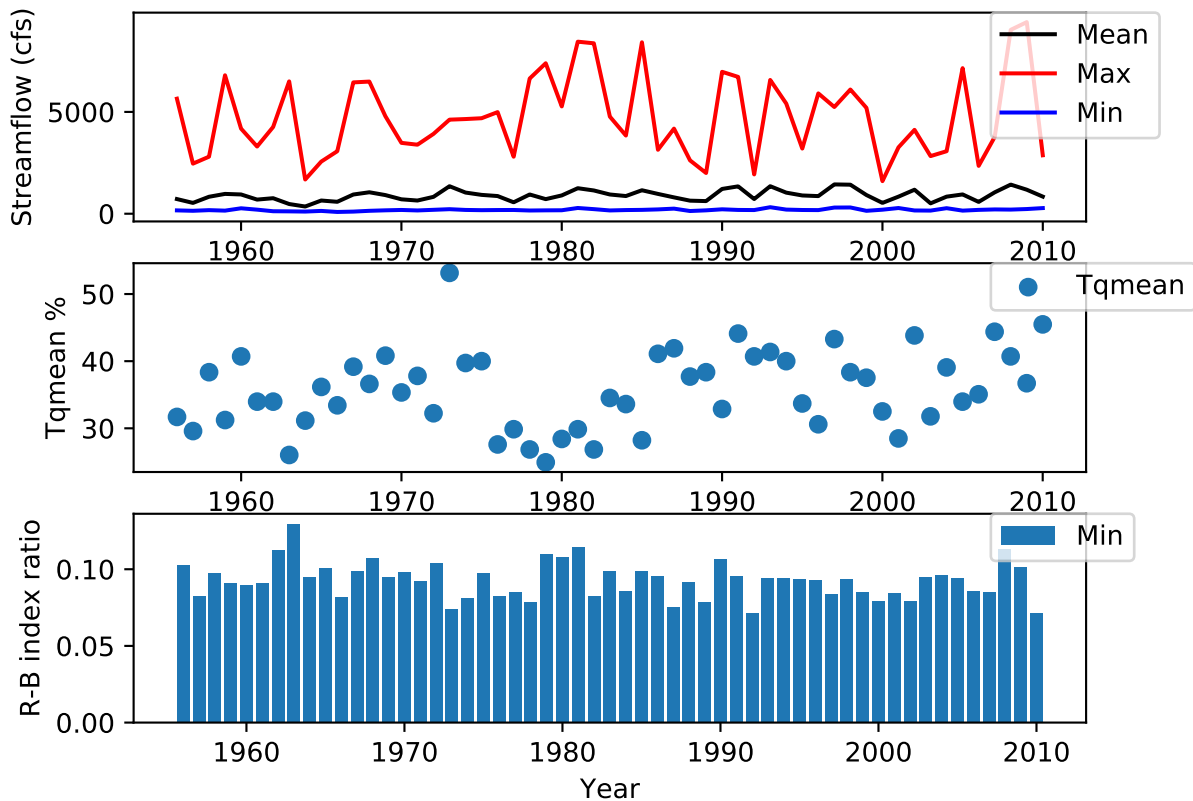 Streamflow (cfs)
5000
0
Mean
Max
Min
1960 1970 1980 1990 2000 2010
Tqmean %
50
40
30
Tqmean
1960 1970 1980 1990 2000 2010
R-B index ratio
0.10
0.05
0.00
Min
1960 1970 1980 1990 2000 2010
Year